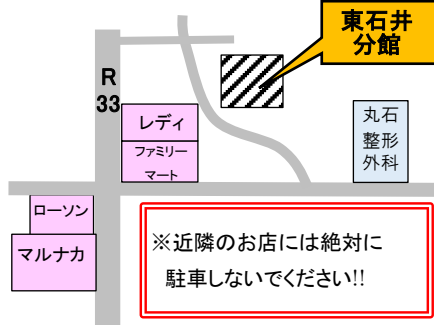 東石井
分館
R
33
レディ
ファミリー
マート
丸石
整形
外科
ローソン
マルナカ
※近隣のお店には絶対に
駐車しないでください!!